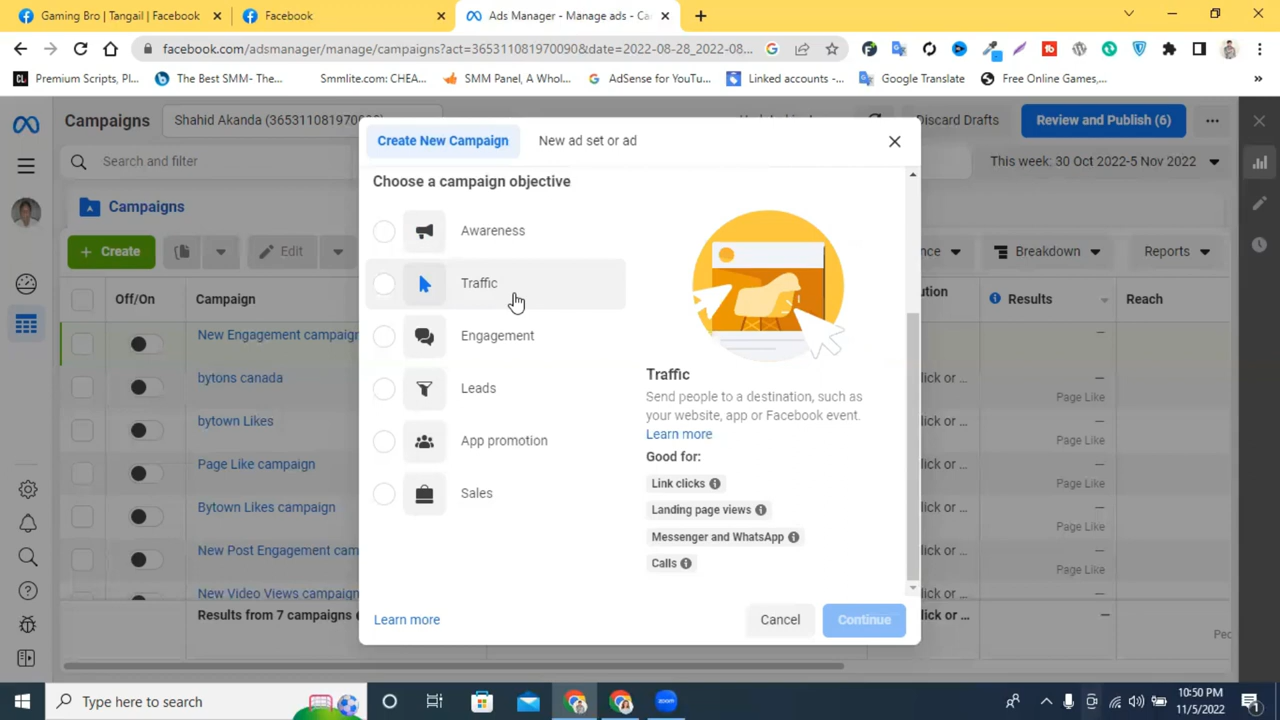 Gaming Bro | Tangail | Facebook
Facebook
Ads Manager - Manage ads - Ca
facebook.com/adsmanager/manage/campaigns?act=365311081970090&date=2022-08-28_2022-08...
Premium Scripts, Pl...
The Best SMM- The...
Smmlite.com: CHEA...
SMM Panel, A Whol...
AdSense for YouTu...
Linked accounts -...
Google Translate
Free Online Games,...
Campaigns
Shahid Akanda (365311081970090)
Discard Drafts
Review and Publish (6)
Search and filter
This week: 30 Oct 2022-5 Nov 2022
Campaigns
Create
Edit
Breakdown
Reports
Off/On
Campaign
Results
Reach
New Engagement campaign
bytons canada
Page Like
bytown Likes
Page Like
Page Like campaign
Page Like
Bytown Likes campaign
Page Like
New Post Engagement cam
Page Like
New Video Views campaign
Results from 7 campaigns
Create New Campaign
New ad set or ad
Choose a campaign objective
Awareness
Traffic
Engagement
Leads
App promotion
Sales
Traffic
Send people to a destination, such as
your website, app or Facebook event.
Learn more
Good for:
Link clicks
Landing page views
Messenger and WhatsApp
Calls
Learn more
Cancel
Continue
Type here to search
zoom
10:50 PM
11/5/2022